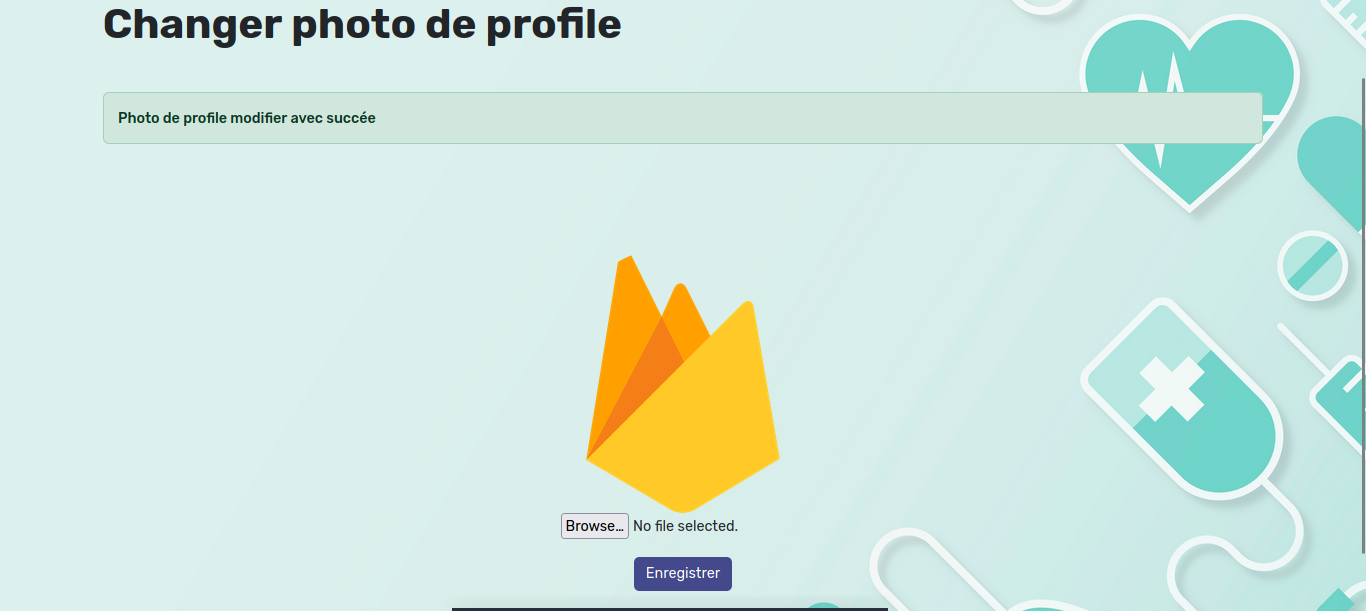 Changer photo de profile
Photo de profile modifier avec succée
Browse... No file selected.
Enregistrer